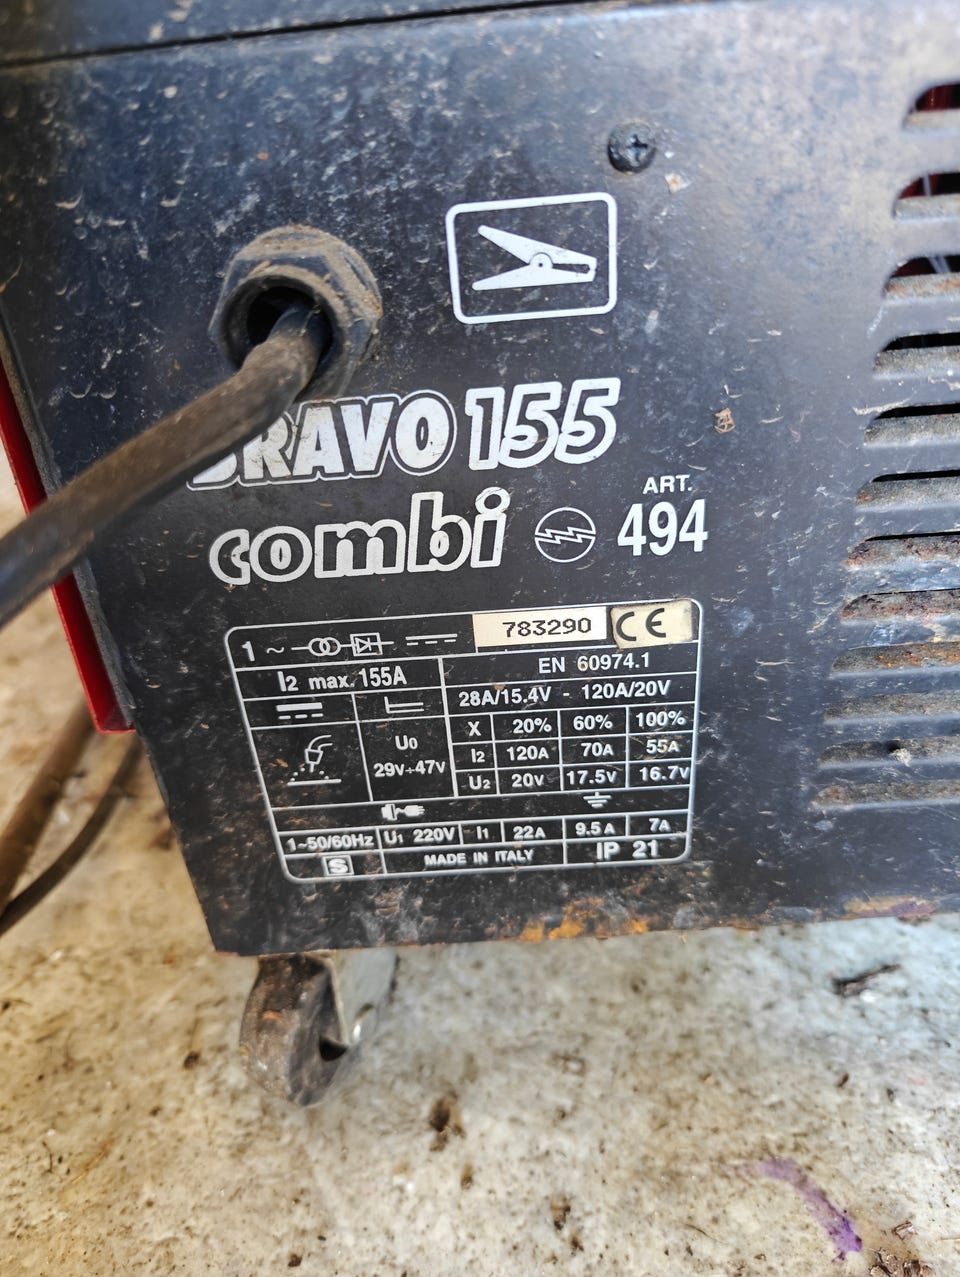 BRAVO 155
combi ART. 494
1 ~ 783290 CE
I2 max. 155A EN 60974.1
28A/15.4V - 120A/20V
X 20% 60% 100%
U0 I2 120A 70A 55A
29V÷47V U2 20V 17.5V 16.7V
1~50/60Hz U1 220V I1 22A 9.5A 7A
S MADE IN ITALY IP 21